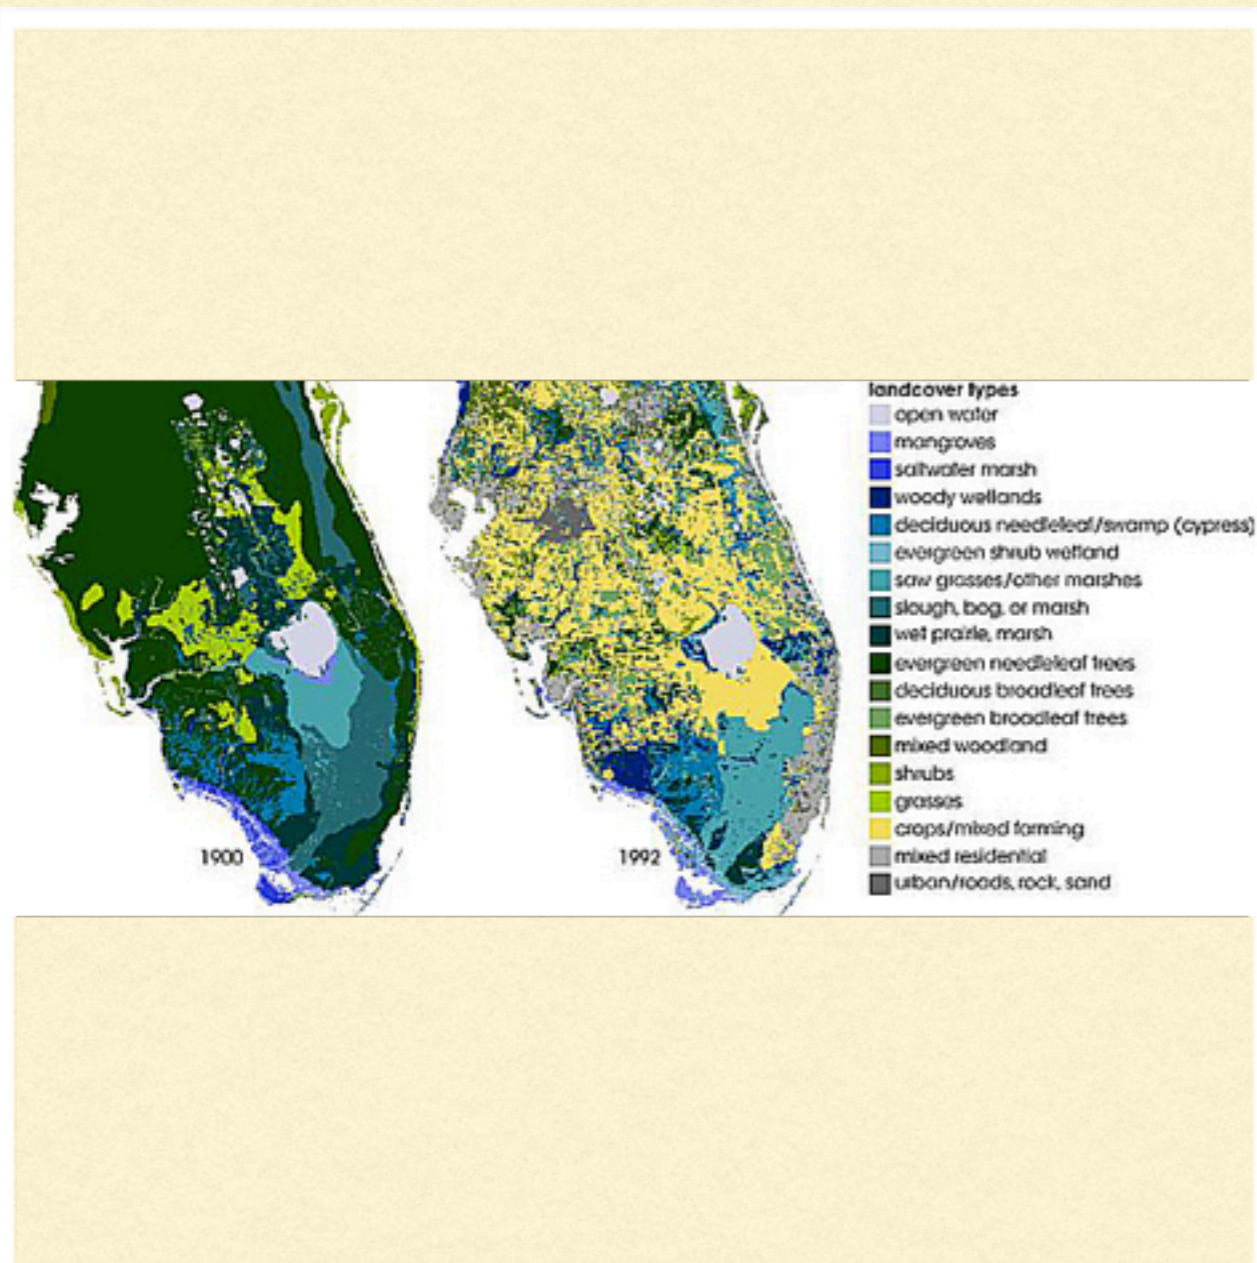 landcover types
open water
mangroves
saltwater marsh
woody wetlands
deciduous needleleaf/swamp (cypress)
evergreen shrub wetland
saw grasses/other marshes
slough, bog, or marsh
wet prairie, marsh
evergreen needleleaf trees
deciduous broadleaf trees
evergreen broadleaf trees
mixed woodland
shrubs
grasses
crops/mixed farming
mixed residential
urban/roads, rock, sand
1900
1992